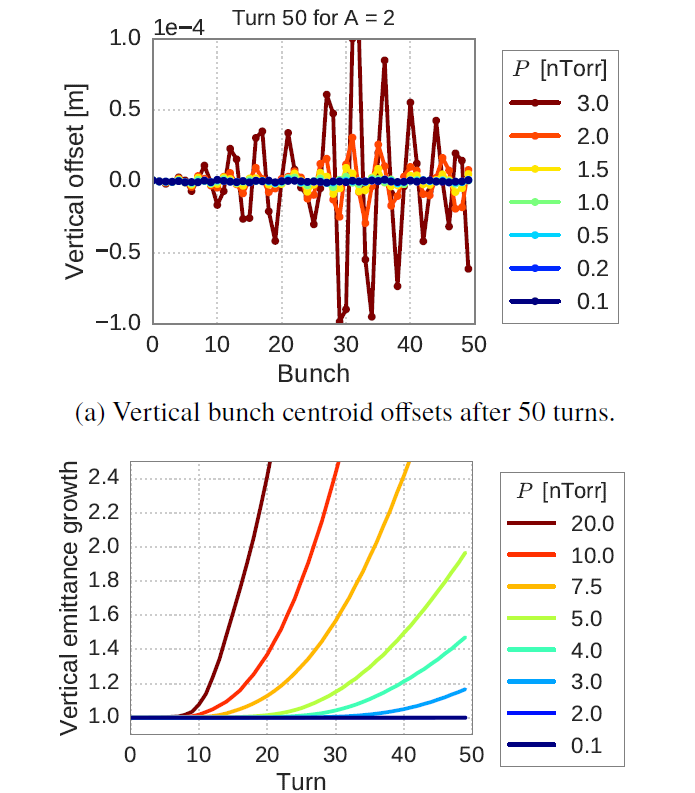 Turn 50 for A = 2
1e−4
1.0
0.5
0.0
−0.5
−1.0
Vertical offset [m]
0 10 20 30 40 50
Bunch
P [nTorr]
3.0
2.0
1.5
1.0
0.5
0.2
0.1
(a) Vertical bunch centroid offsets after 50 turns.
2.4
2.2
2.0
1.8
1.6
1.4
1.2
1.0
Vertical emittance growth
0 10 20 30 40 50
Turn
P [nTorr]
20.0
10.0
7.5
5.0
4.0
3.0
2.0
0.1